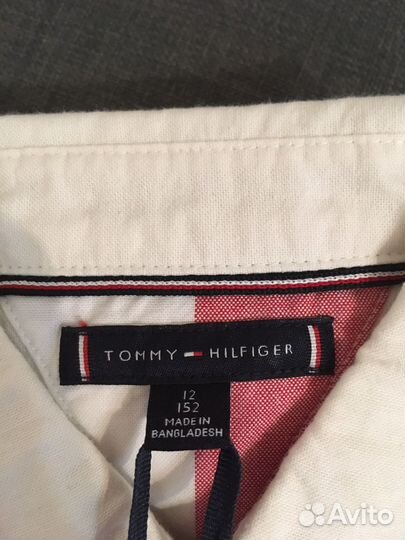 TOMMY HILFIGER
12
152
MADE IN
BANGLADESH
Avito